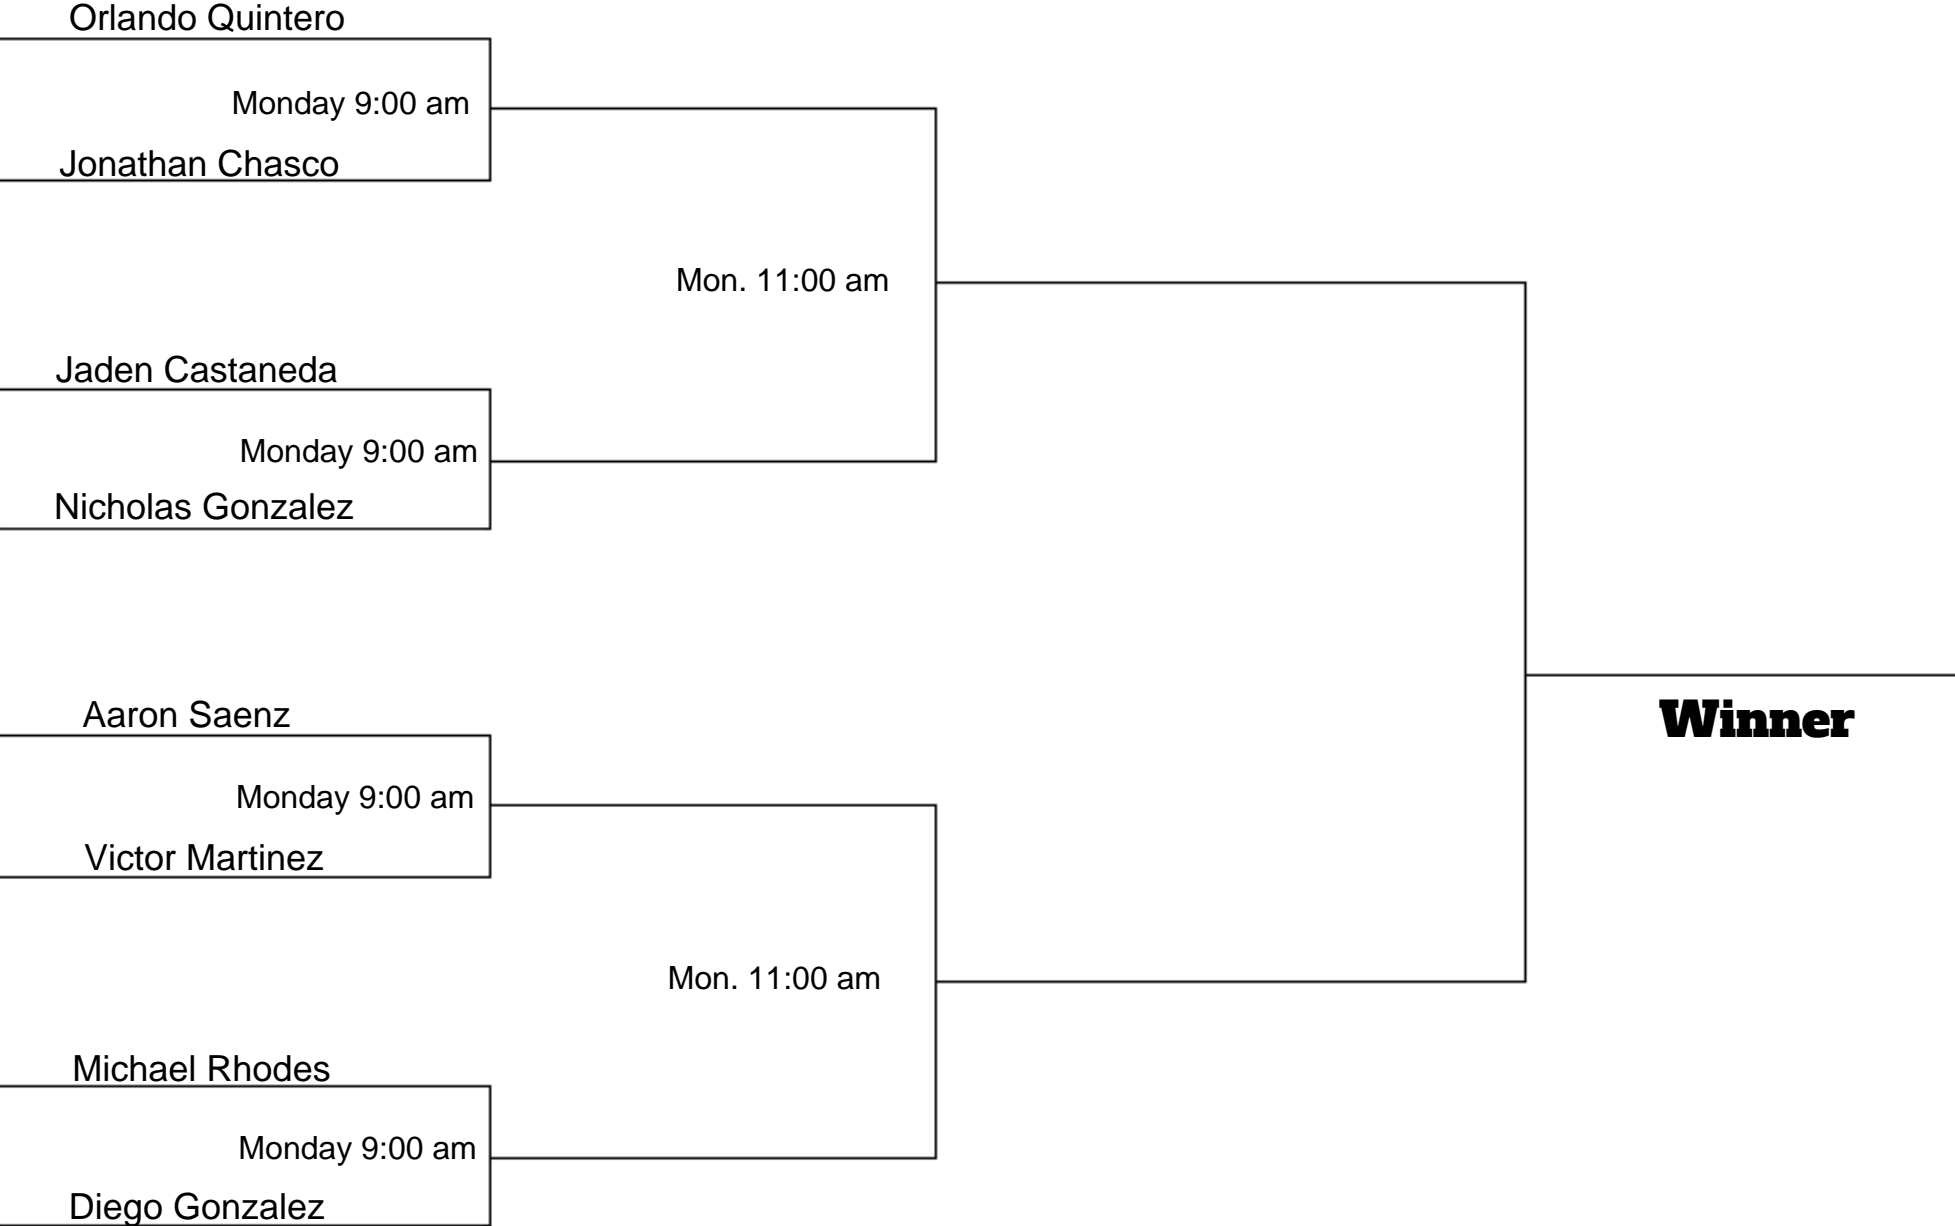 Orlando Quintero
Monday 9:00 am
Jonathan Chasco
Mon. 11:00 am
Jaden Castaneda
Monday 9:00 am
Nicholas Gonzalez
Aaron Saenz
Winner
Monday 9:00 am
Victor Martinez
Mon. 11:00 am
Michael Rhodes
Monday 9:00 am
Diego Gonzalez